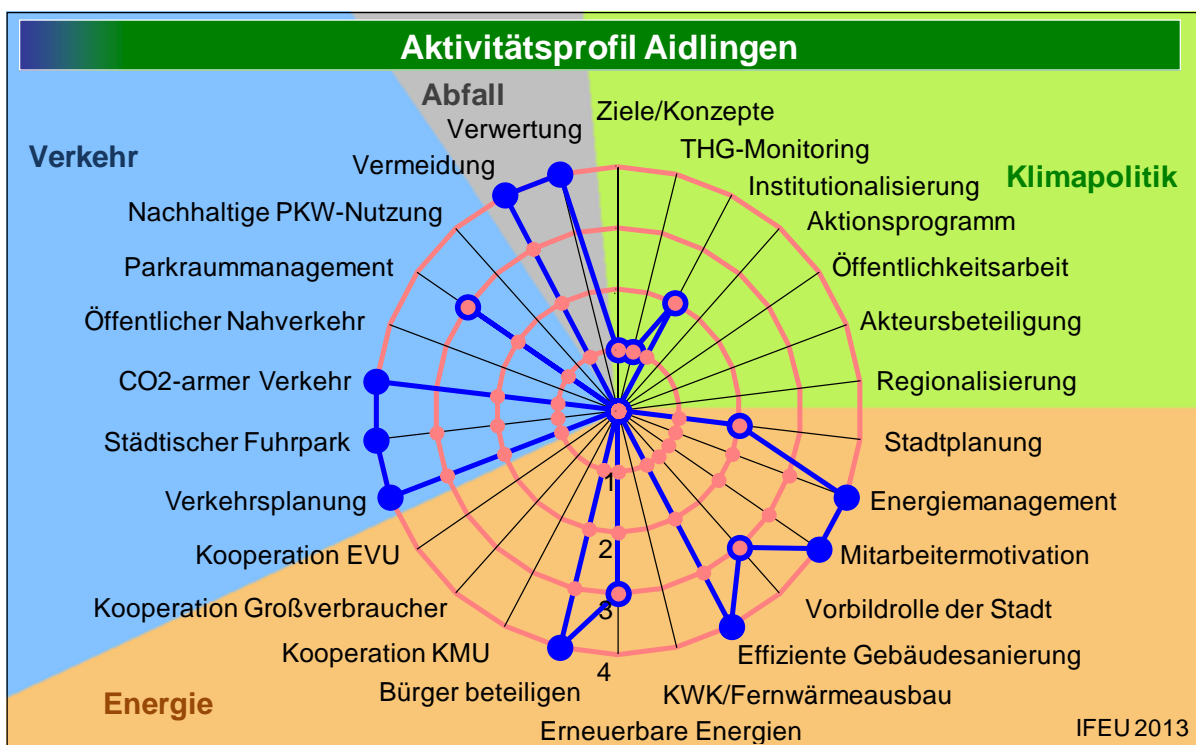 Aktivitätsprofil Aidlingen
Abfall
Verkehr
Klimapolitik
Energie
Ziele/Konzepte
THG-Monitoring
Institutionalisierung
Aktionsprogramm
Öffentlichkeitsarbeit
Akteursbeteiligung
Regionalisierung
Stadtplanung
Energiemanagement
Mitarbeitermotivation
Vorbildrolle der Stadt
Effiziente Gebäudesanierung
KWK/Fernwärmeausbau
Erneuerbare Energien
Bürger beteiligen
Kooperation KMU
Kooperation Großverbraucher
Kooperation EVU
Verkehrsplanung
Städtischer Fuhrpark
CO2-armer Verkehr
Öffentlicher Nahverkehr
Parkraummanagement
Nachhaltige PKW-Nutzung
Vermeidung
Verwertung
1
2
3
4
IFEU 2013